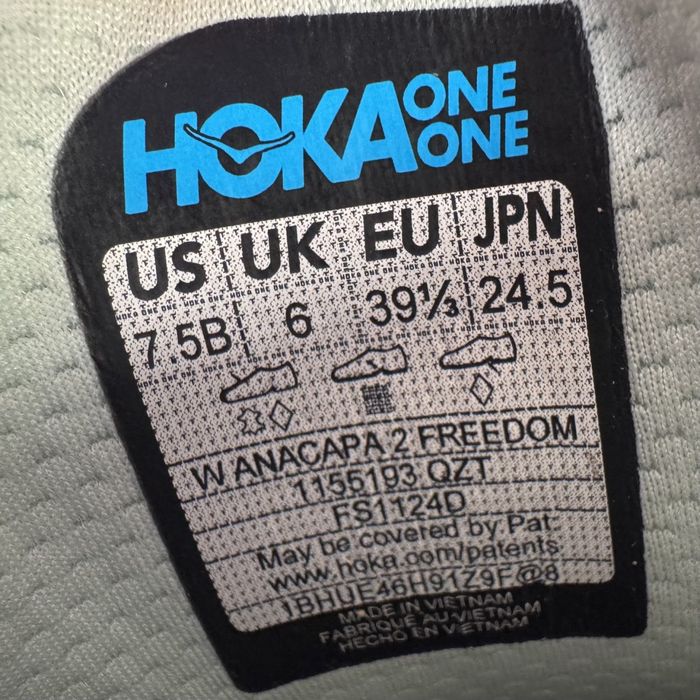 HOKA ONE ONE
US UK EU JPN
7.5B 6 39⅓ 24.5
W ANACAPA 2 FREEDOM
1155193 QZT
FS1124D
May be covered by Pat:
www.hoka.com/patents
1BHUE46H91Z9F@8
MADE IN VIETNAM
FABRIQUE AU VIETNAM
HECHO EN VIETNAM